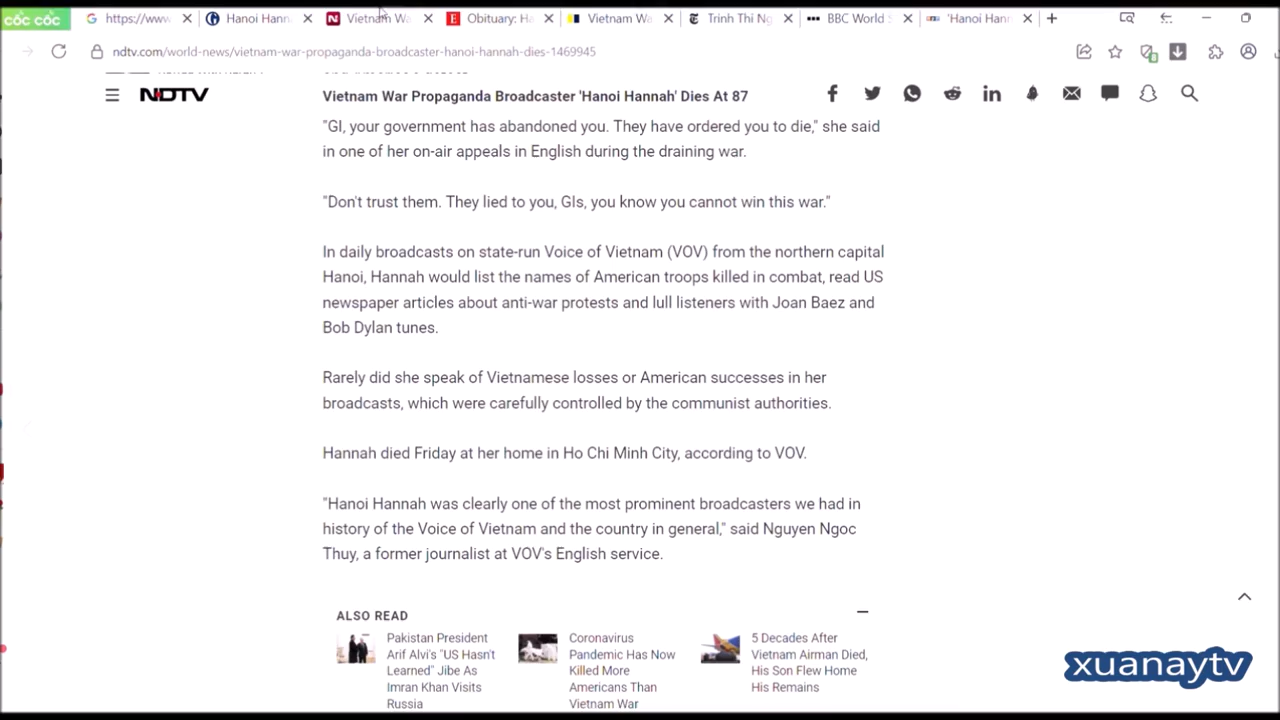 cốc cốc
https://www.
Hanoi Hann
Vietnam Wa
Obituary: Ha
Vietnam Wa
Trinh Thi Ng
BBC World S
'Hanoi Hann
ndtv.com/world-news/vietnam-war-propaganda-broadcaster-hanoi-hannah-dies-1469945
NDTV
Vietnam War Propaganda Broadcaster 'Hanoi Hannah' Dies At 87
"GI, your government has abandoned you. They have ordered you to die," she said
in one of her on-air appeals in English during the draining war.
"Don't trust them. They lied to you, GIs, you know you cannot win this war."
In daily broadcasts on state-run Voice of Vietnam (VOV) from the northern capital
Hanoi, Hannah would list the names of American troops killed in combat, read US
newspaper articles about anti-war protests and lull listeners with Joan Baez and
Bob Dylan tunes.
Rarely did she speak of Vietnamese losses or American successes in her
broadcasts, which were carefully controlled by the communist authorities.
Hannah died Friday at her home in Ho Chi Minh City, according to VOV.
"Hanoi Hannah was clearly one of the most prominent broadcasters we had in
history of the Voice of Vietnam and the country in general," said Nguyen Ngoc
Thuy, a former journalist at VOV's English service.
ALSO READ
Pakistan President
Arif Alvi's "US Hasn't
Learned" Jibe As
Imran Khan Visits
Russia
Coronavirus
Pandemic Has Now
Killed More
Americans Than
Vietnam War
5 Decades After
Vietnam Airman Died,
His Son Flew Home
His Remains
xuanaytv